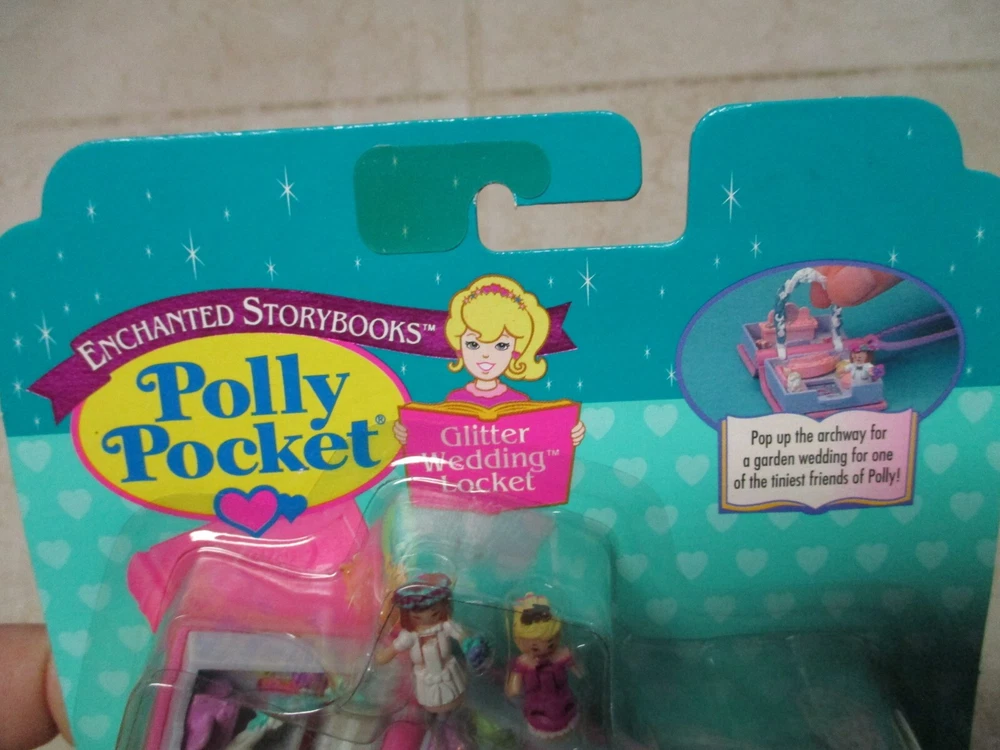 ENCHANTED STORYBOOKS™
Polly
Pocket®
Glitter
Wedding™
Locket
Pop up the archway for
a garden wedding for one
of the tiniest friends of Polly!